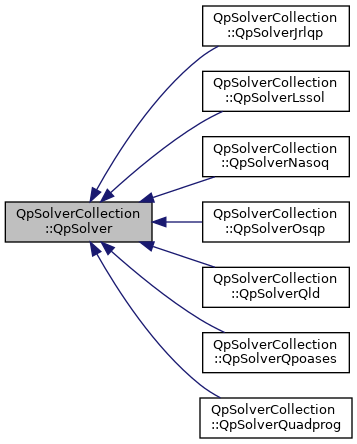 QpSolverCollection
::QpSolverJrlqp
QpSolverCollection
::QpSolverLssol
QpSolverCollection
::QpSolverNasoq
QpSolverCollection
::QpSolver
QpSolverCollection
::QpSolverOsqp
QpSolverCollection
::QpSolverQld
QpSolverCollection
::QpSolverQpoases
QpSolverCollection
::QpSolverQuadprog